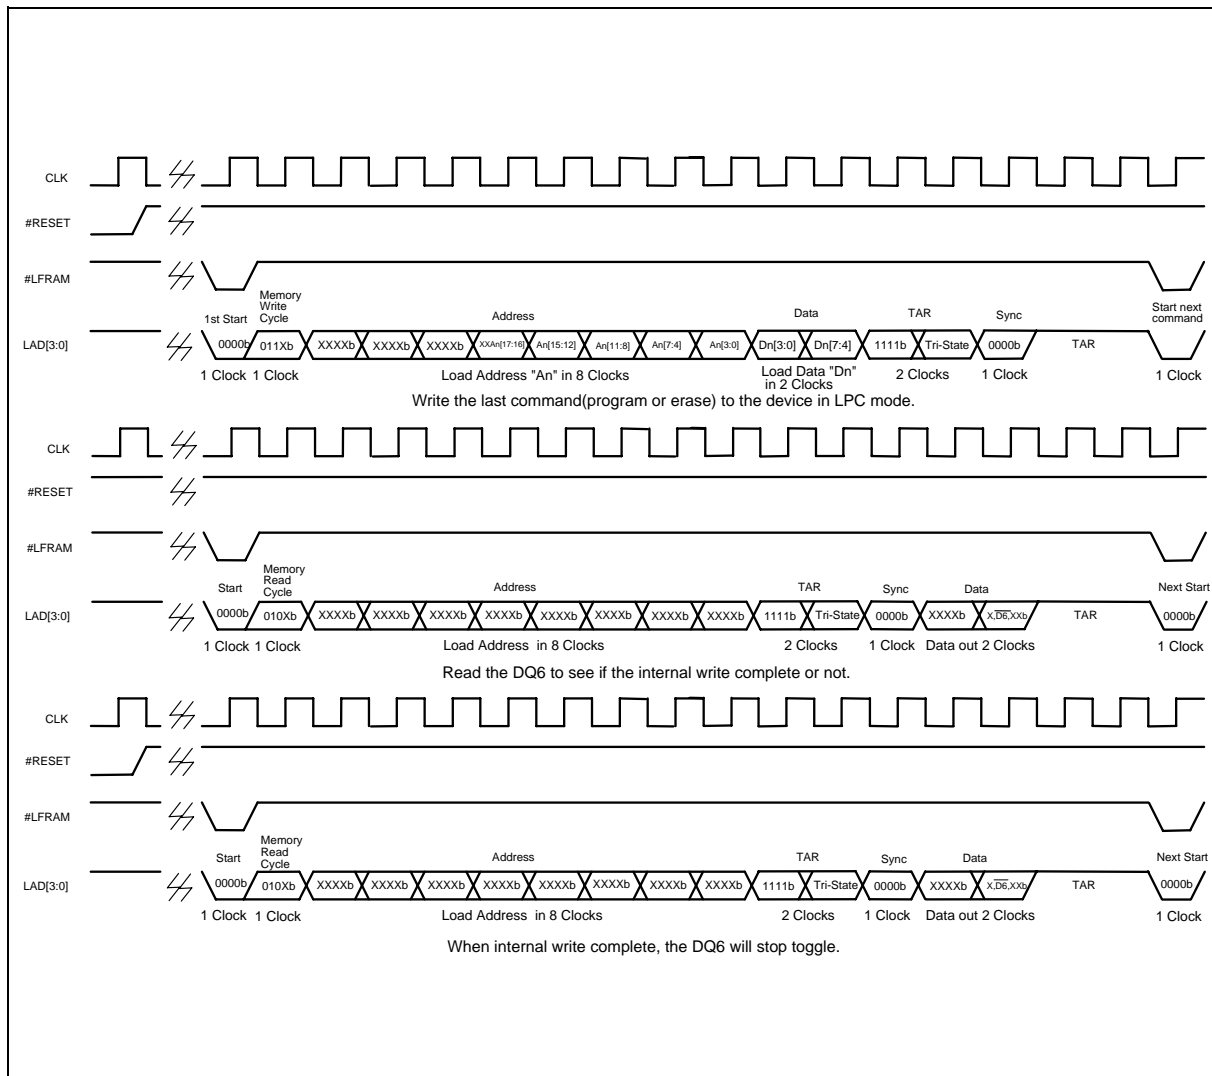 CLK
#RESET
#LFRAM
Memory
Write
Cycle
1st Start Address Data TAR Sync Start next
command
LAD[3:0] 0000b 011Xb XXXXb XXXXb XXXXb XXAn[17:16] An[15:12] An[11:8] An[7:4] An[3:0] Dn[3:0] Dn[7:4] 1111b Tri-State 0000b TAR
1 Clock 1 Clock Load Address "An" in 8 Clocks Load Data "Dn"
in 2 Clocks 2 Clocks 1 Clock 1 Clock
Write the last command(program or erase) to the device in LPC mode.
CLK
#RESET
#LFRAM
Memory
Read
Cycle
Start Address TAR Sync Data Next Start
LAD[3:0] 0000b 010Xb XXXXb XXXXb XXXXb XXXXb XXXXb XXXXb XXXXb XXXXb 1111b Tri-State 0000b XXXXb X,D6,XXb TAR 0000b
1 Clock 1 Clock Load Address in 8 Clocks 2 Clocks 1 Clock Data out 2 Clocks 1 Clock
Read the DQ6 to see if the internal write complete or not.
CLK
#RESET
#LFRAM
Memory
Read
Cycle
Start Address TAR Sync Data Next Start
LAD[3:0] 0000b 010Xb XXXXb XXXXb XXXXb XXXXb XXXXb XXXXb XXXXb XXXXb 1111b Tri-State 0000b XXXXb X,D6,XXb TAR 0000b
1 Clock 1 Clock Load Address in 8 Clocks 2 Clocks 1 Clock Data out 2 Clocks 1 Clock
When internal write complete, the DQ6 will stop toggle.